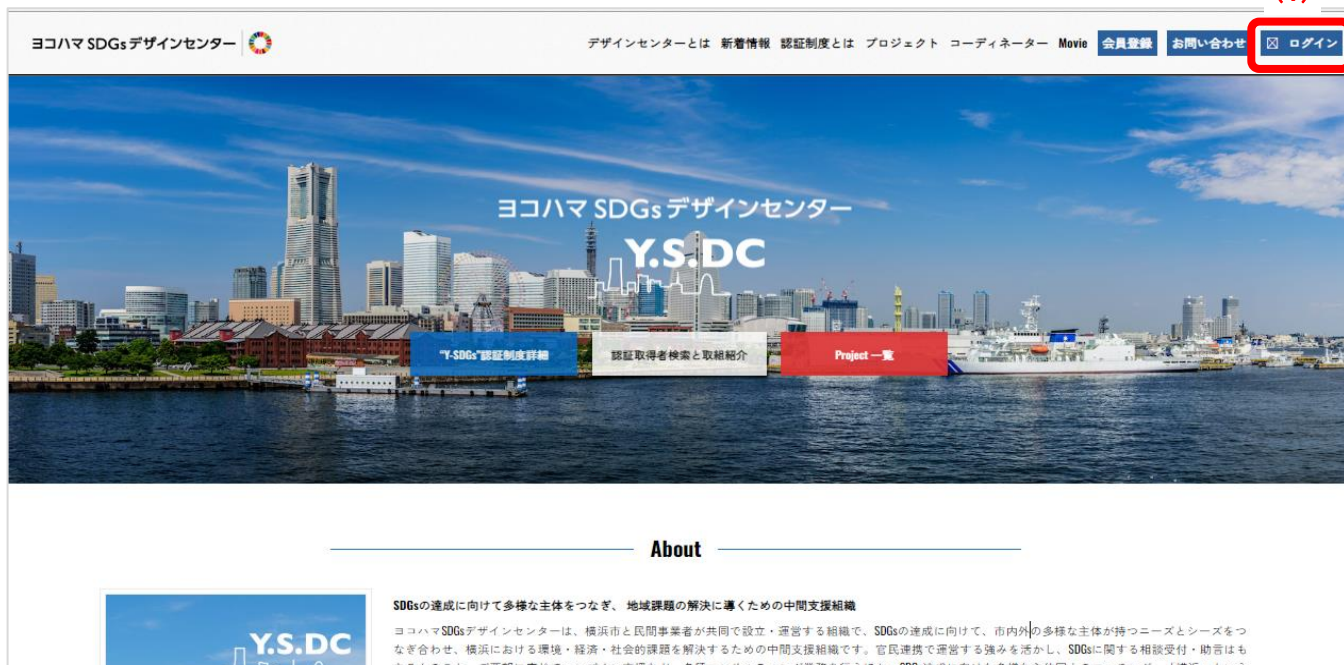 ヨコハマ SDGs デザインセンター
デザインセンターとは 新着情報 認証制度とは プロジェクト コーディネーター Movie 会員登録 お問い合わせ ログイン
ヨコハマ SDGs デザインセンター
Y.S.DC
"Y-SDGs"認証制度詳細 認証取得者検索と取組紹介 Project 一覧
About
Y.S.DC
SDGsの達成に向けて多様な主体をつなぎ、 地域課題の解決に導くための中間支援組織
ヨコハマSDGsデザインセンターは、横浜市と民間事業者が共同で設立・運営する組織で、SDGsの達成に向けて、市内外の多様な主体が持つニーズとシーズをつ
なぎ合わせ、横浜における環境・経済・社会的課題を解決するための中間支援組織です。官民連携で運営する強みを活かし、SDGsに関する相談受付・助言はも